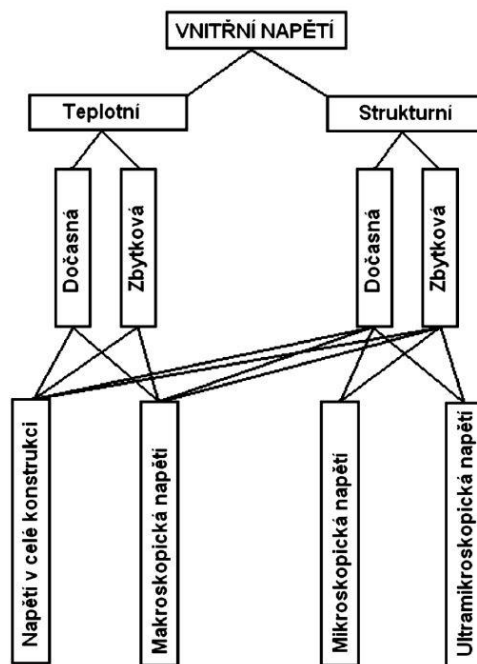 VNITŘNÍ NAPĚTÍ
Teplotní
Strukturní
Dočasná
Zbytková
Dočasná
Zbytková
Napětí v celé konstrukci
Makroskopická napětí
Mikroskopická napětí
Ultramikroskopická napětí